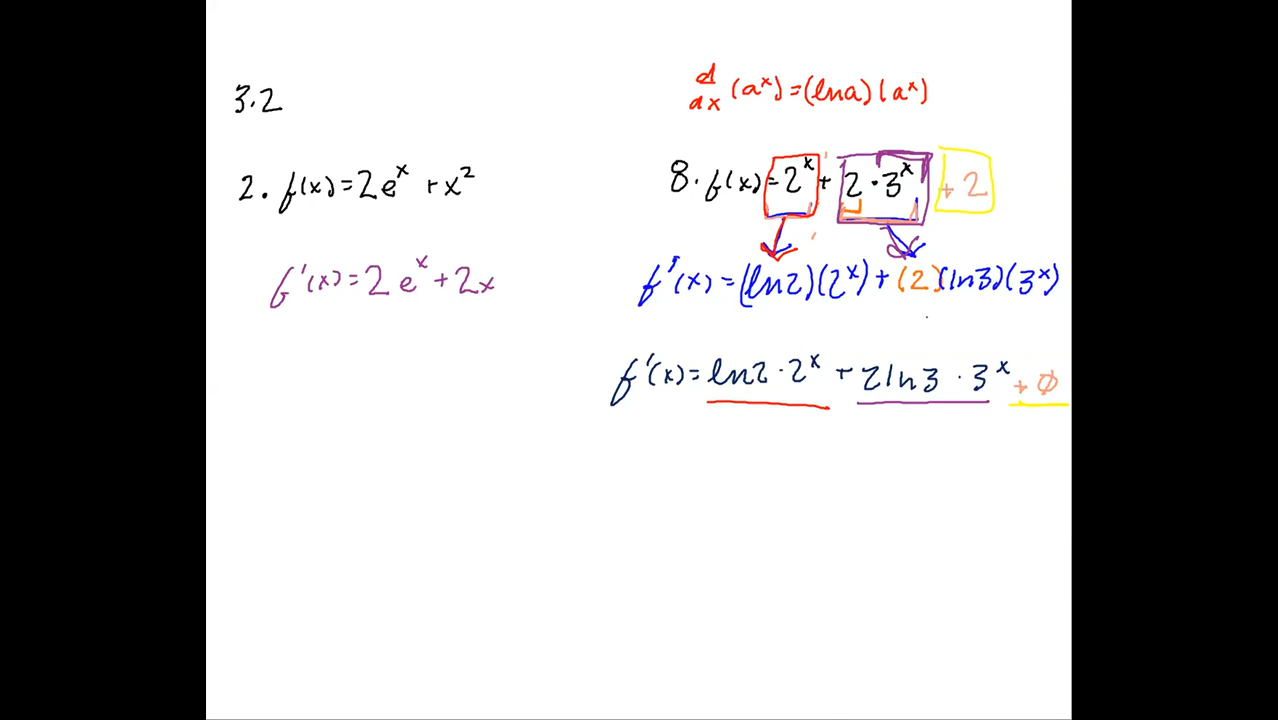 3.2
2. f(x)=2e^x + x^2
f'(x)=2e^x+2x
d/dx (a^x)=(ln a)(a^x)
8. f(x)=2^x + 2·3^x + 2
f'(x)=(ln2)(2^x)+(2)(ln3)(3^x)
f'(x)=ln2·2^x + 2ln3·3^x + 0